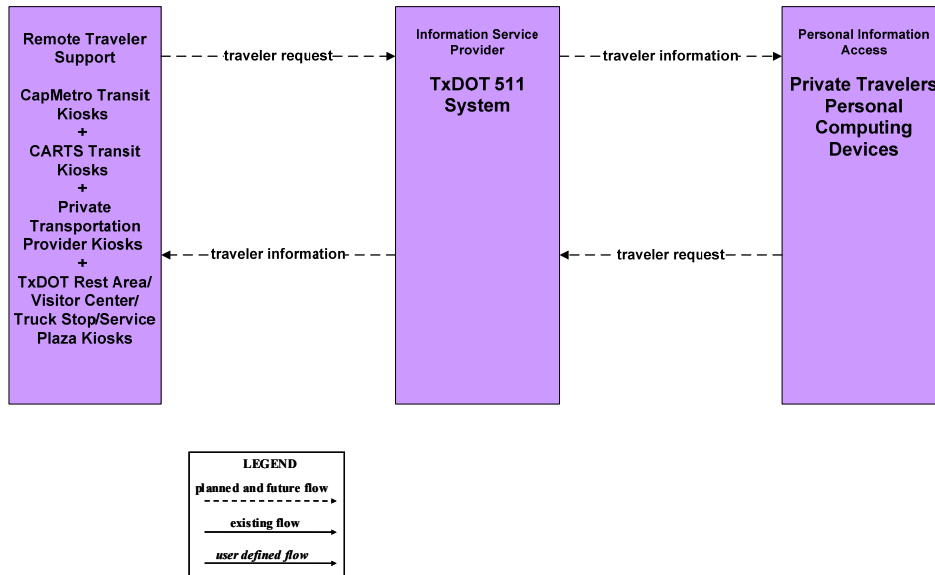 Remote Traveler
Support
CapMetro Transit
Kiosks
+
CARTS Transit
Kiosks
+
Private
Transportation
Provider Kiosks
+
TxDOT Rest Area/
Visitor Center/
Truck Stop/Service
Plaza Kiosks
traveler request
traveler information
Information Service
Provider
TxDOT 511
System
traveler information
traveler request
Personal Information
Access
Private Travelers
Personal
Computing
Devices
LEGEND
planned and future flow
existing flow
user defined flow